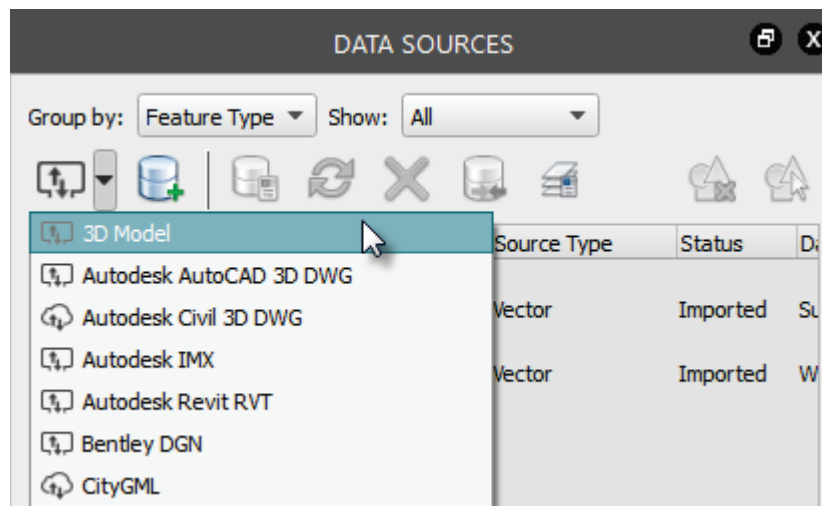 DATA SOURCES
Group by: Feature Type Show: All
3D Model
Source Type Status
Autodesk AutoCAD 3D DWG
Autodesk Civil 3D DWG
Vector Imported
Autodesk IMX
Vector Imported W
Autodesk Revit RVT
Bentley DGN
CityGML